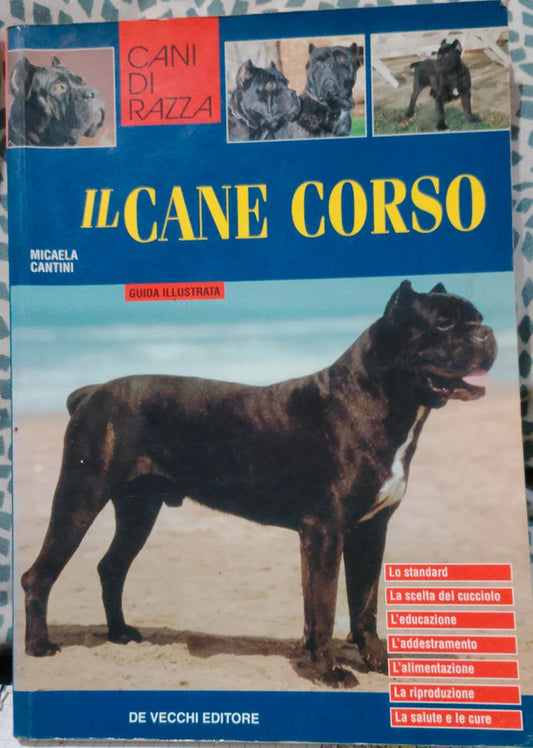 CANI
DI
RAZZA
IL CANE CORSO
MICAELA
CANTINI
GUIDA ILLUSTRATA
Lo standard
La scelta del cucciolo
L'educazione
L'addestramento
L'alimentazione
La riproduzione
La salute e le cure
DE VECCHI EDITORE